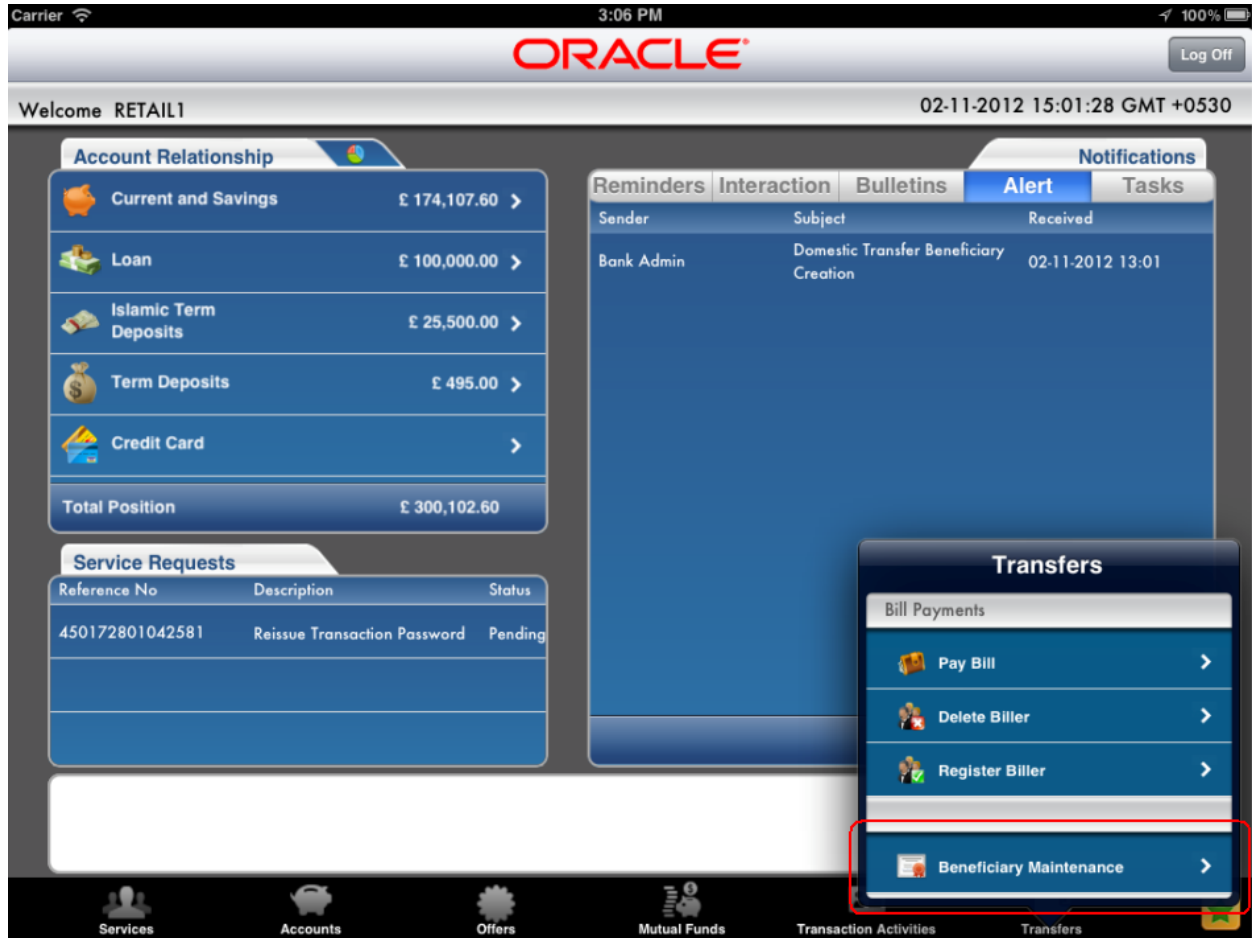 Carrier 3:06 PM 100%
ORACLE
Log Off
Welcome RETAIL1 02-11-2012 15:01:28 GMT +0530
Account Relationship
Current and Savings £ 174,107.60
Loan £ 100,000.00
Islamic Term
Deposits £ 25,500.00
Term Deposits £ 495.00
Credit Card
Total Position £ 300,102.60
Service Requests
Reference No Description Status
450172801042581 Reissue Transaction Password Pending
Notifications
Reminders Interaction Bulletins Alert Tasks
Sender Subject Received
Bank Admin Domestic Transfer Beneficiary 02-11-2012 13:01
Creation
Transfers
Bill Payments
Pay Bill
Delete Biller
Register Biller
Beneficiary Maintenance
Services Accounts Offers Mutual Funds Transaction Activities Transfers